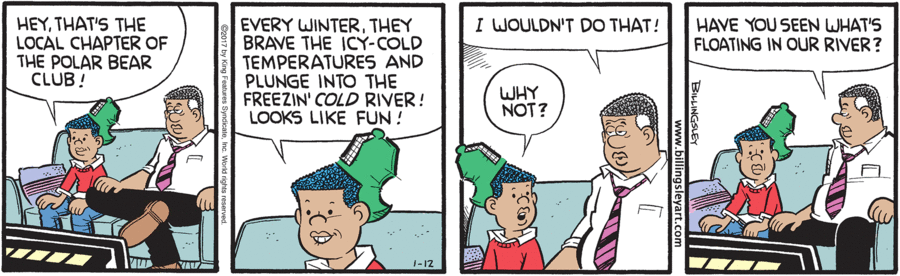 HEY, THAT'S THE
LOCAL CHAPTER OF
THE POLAR BEAR
CLUB!
©2017 by King Features Syndicate, Inc. World rights reserved.
EVERY WINTER, THEY
BRAVE THE ICY-COLD
TEMPERATURES AND
PLUNGE INTO THE
FREEZIN' COLD RIVER!
LOOKS LIKE FUN!
1-12
I WOULDN'T DO THAT!
WHY
NOT?
www.billingsleyart.com
BILLINGSLEY
HAVE YOU SEEN WHAT'S
FLOATING IN OUR RIVER?